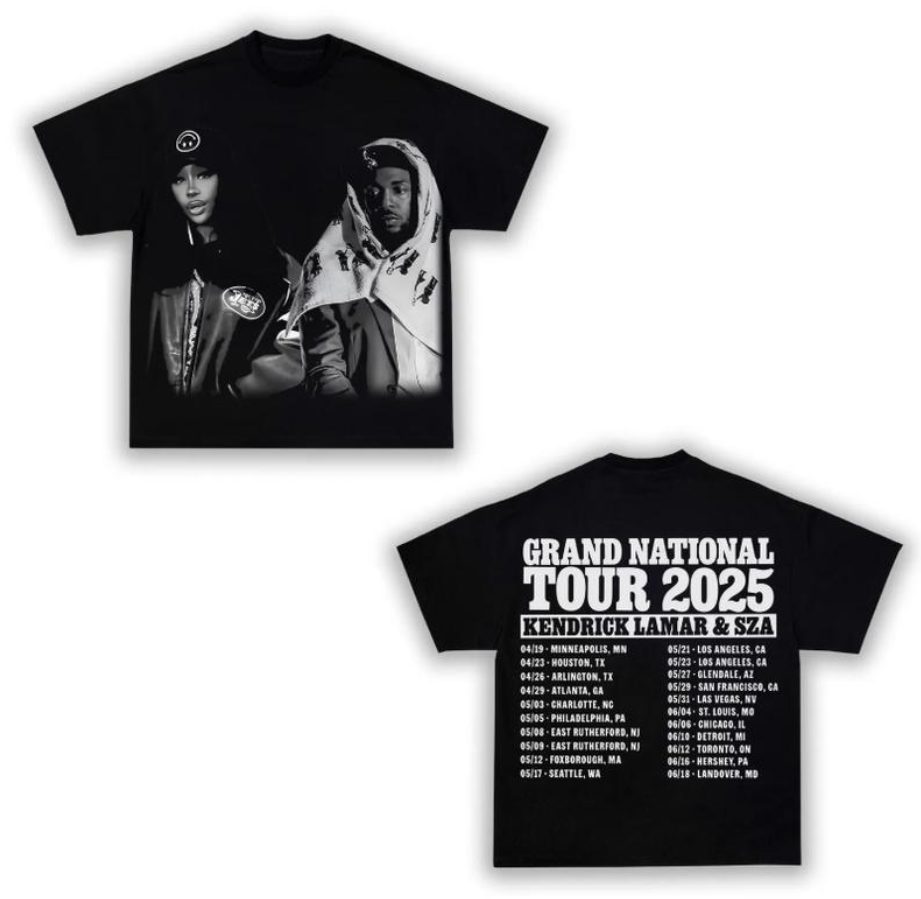 JETS
GRAND NATIONAL
TOUR 2025
KENDRICK LAMAR & SZA
04/19 - MINNEAPOLIS, MN
04/23 - HOUSTON, TX
04/26 - ARLINGTON, TX
04/29 - ATLANTA, GA
05/03 - CHARLOTTE, NC
05/05 - PHILADELPHIA, PA
05/08 - EAST RUTHERFORD, NJ
05/09 - EAST RUTHERFORD, NJ
05/12 - FOXBOROUGH, MA
05/17 - SEATTLE, WA
05/21 - LOS ANGELES, CA
05/23 - LOS ANGELES, CA
05/27 - GLENDALE, AZ
05/29 - SAN FRANCISCO, CA
05/31 - LAS VEGAS, NV
06/04 - ST. LOUIS, MO
06/06 - CHICAGO, IL
06/10 - DETROIT, MI
06/12 - TORONTO, ON
06/16 - HERSHEY, PA
06/18 - LANDOVER, MD